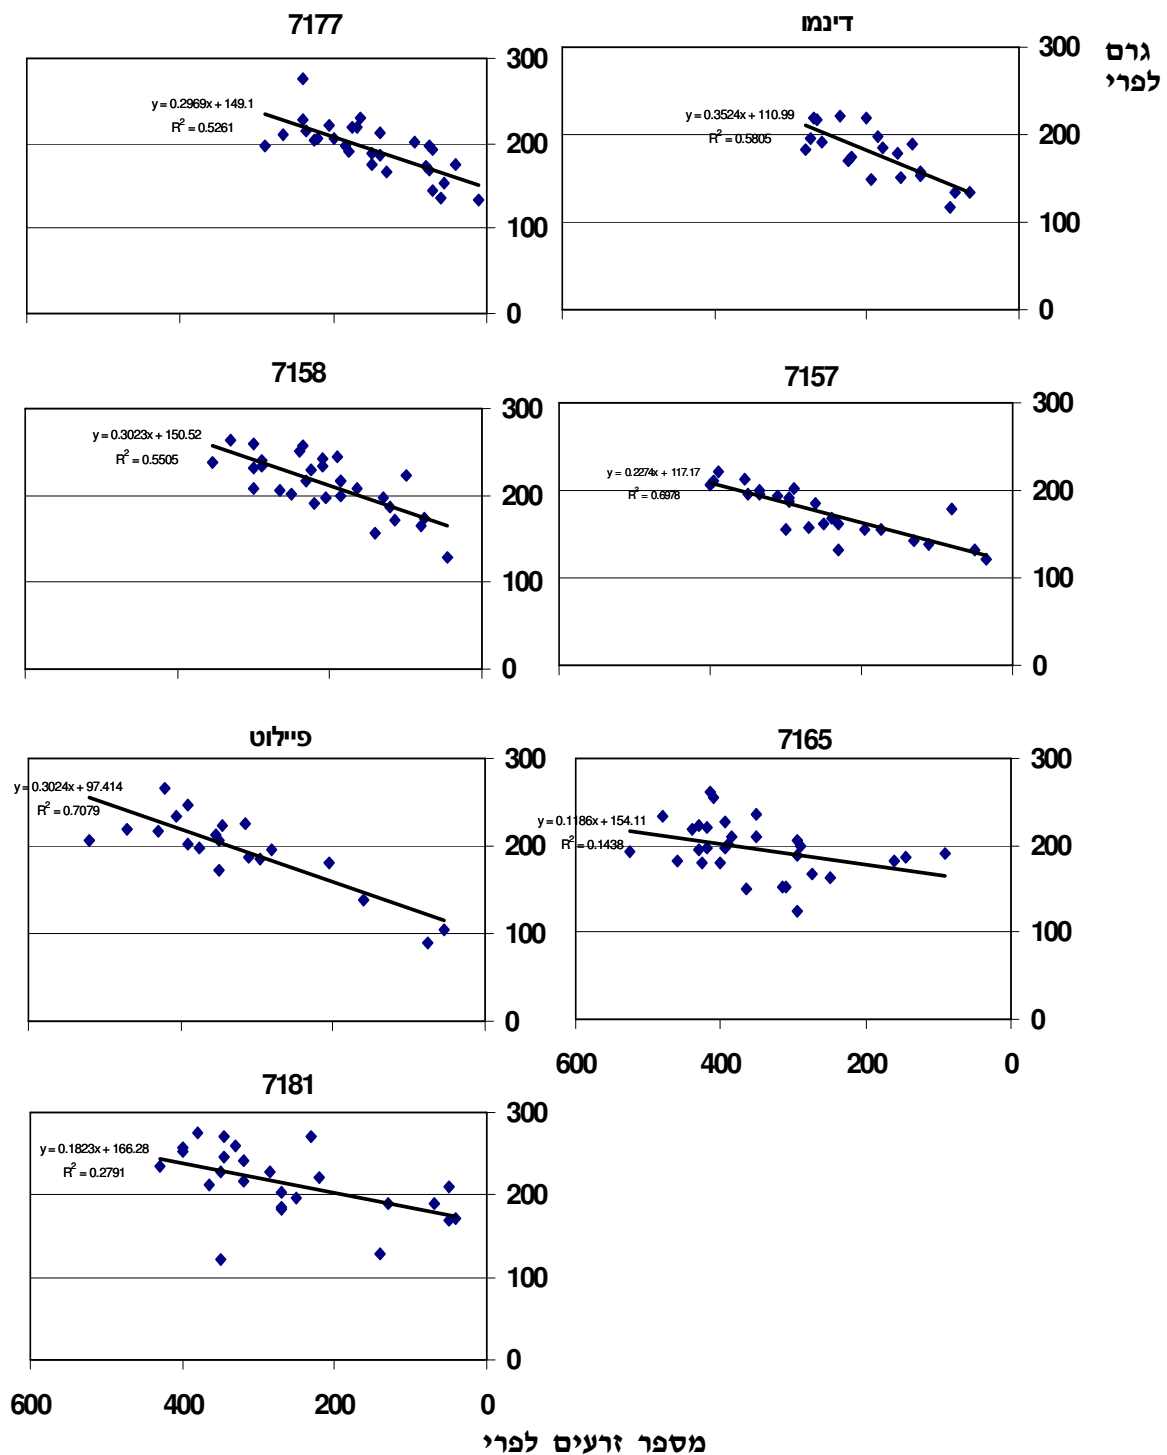 גרם
לפרי
דינמו
y = 0.3524x + 110.99
R² = 0.5805
300
200
100
0
7177
y = 0.2969x + 149.1
R² = 0.5261
300
200
100
0
7157
y = 0.2274x + 117.17
R² = 0.6978
300
200
100
0
7158
y = 0.3023x + 150.52
R² = 0.5505
300
200
100
0
7165
y = 0.1186x + 154.11
R² = 0.1438
300
200
100
0
600 400 200 0
פיילוט
y = 0.3024x + 97.414
R² = 0.7079
300
200
100
0
7181
y = 0.1823x + 166.28
R² = 0.2791
300
200
100
0
600 400 200 0
מספר זרעים לפרי